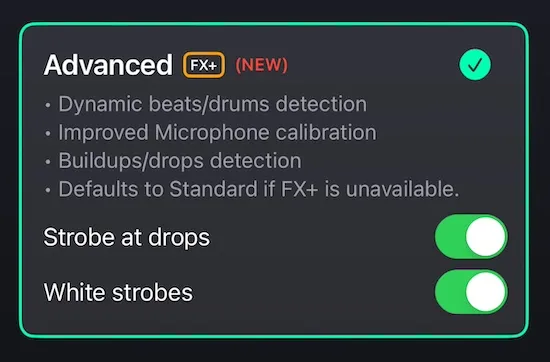 Advanced FX+ (NEW)
• Dynamic beats/drums detection
• Improved Microphone calibration
• Buildups/drops detection
• Defaults to Standard if FX+ is unavailable.
Strobe at drops
White strobes